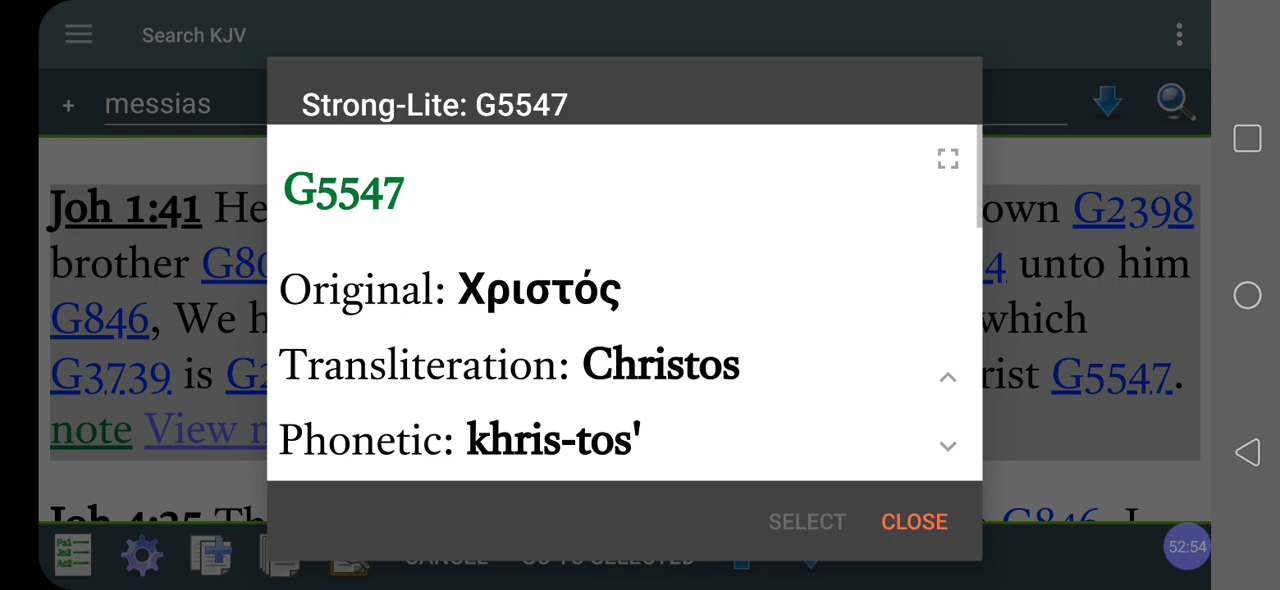 Search KJV
+ messias
Strong-Lite: G5547
G5547
Original: Χριστός
Transliteration: Christos
Phonetic: khris-tos'
SELECT CLOSE
Joh 1:41 He own G2398
brother unto him
G846, We which
G3739 is G5547.
note View
52:54